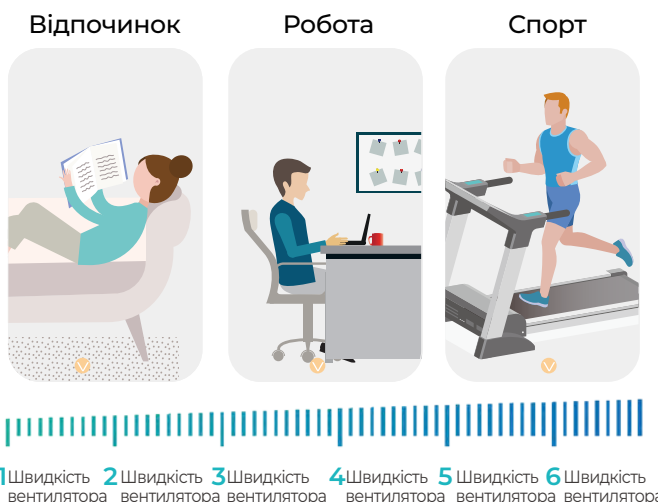 Відпочинок Робота Спорт
1 Швидкість 2 Швидкість 3 Швидкість 4 Швидкість 5 Швидкість 6 Швидкість
вентилятора вентилятора вентилятора вентилятора вентилятора вентилятора